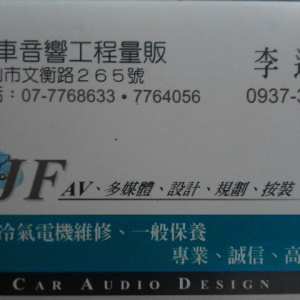 車音響工程量販
李
市文衡路265號
話：07-7768633•7764056
0937-3
JF AV、多媒體、設計、規劃、按裝
冷氣電機維修、一般保養
專業、誠信、高
CAR AUDIO DESIGN